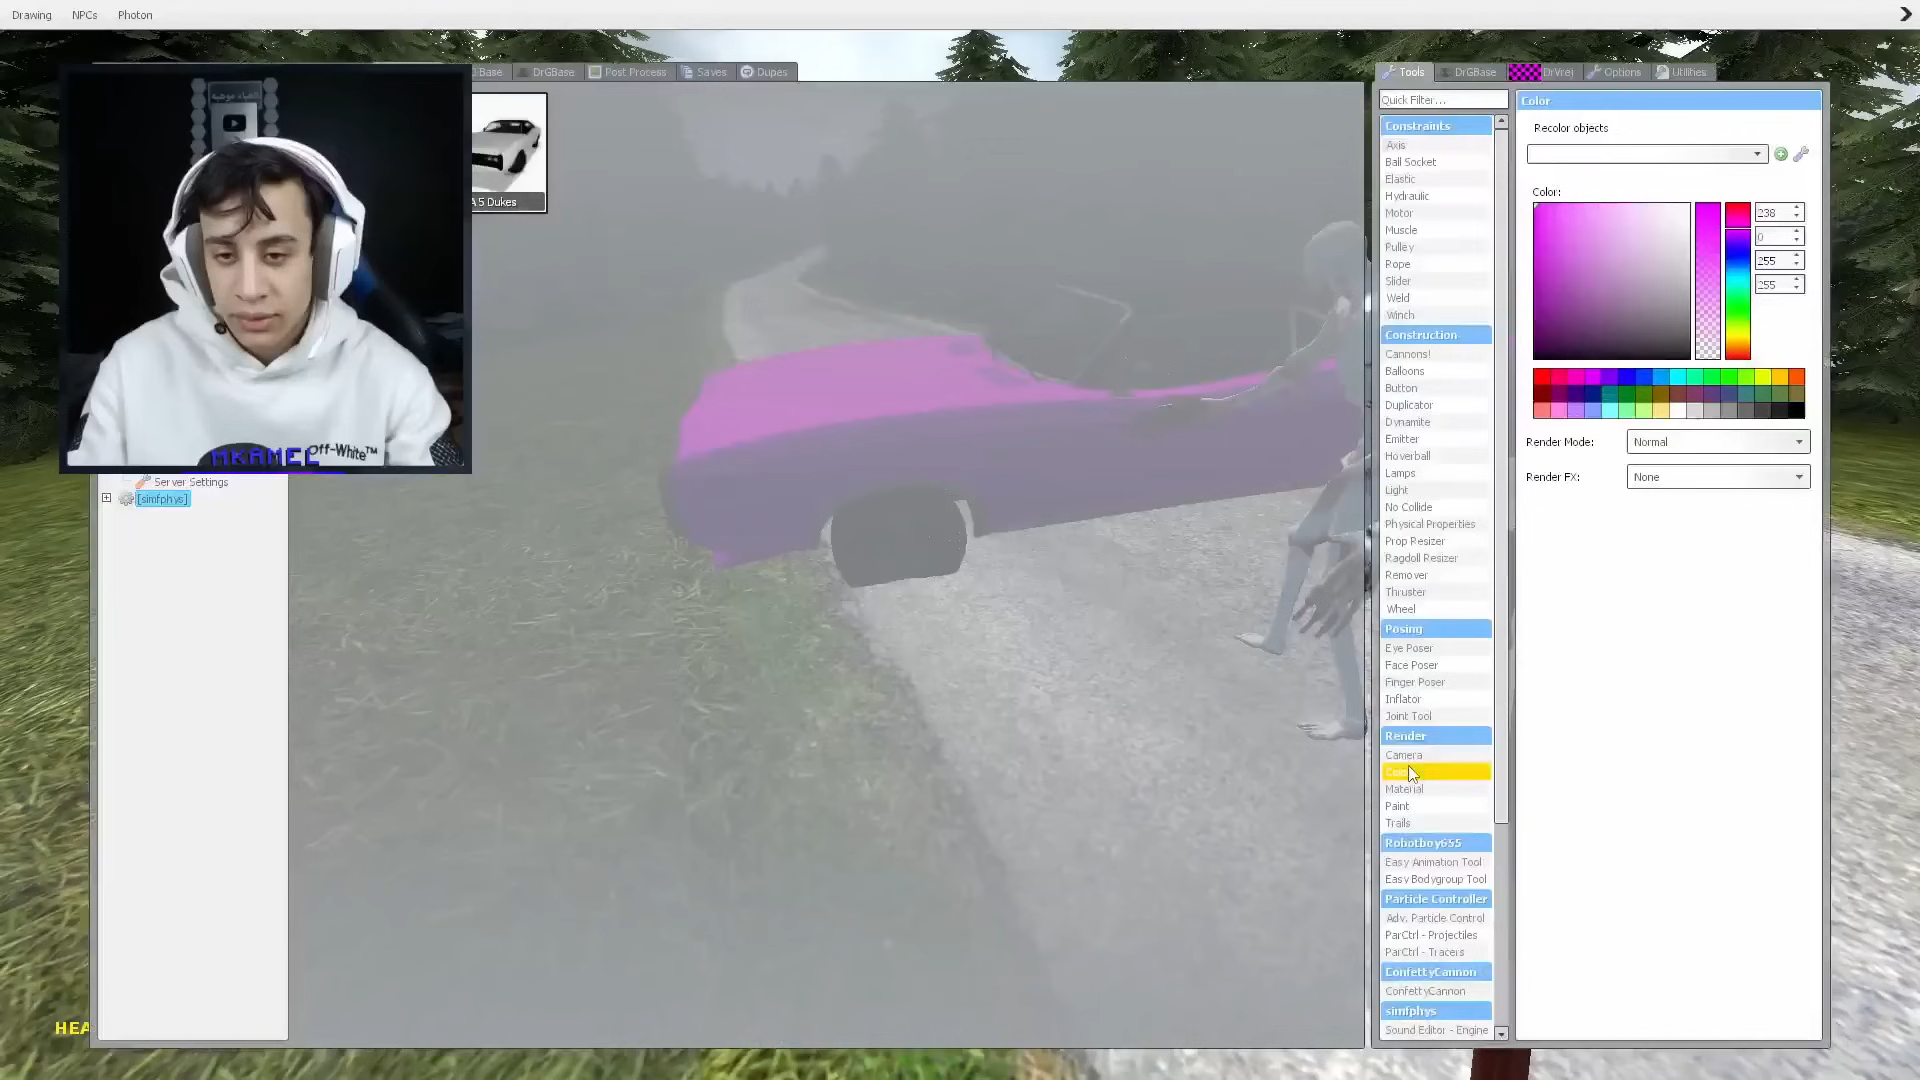 Drawing NPCs Photon
Base DrGBase Post Process Saves Dupes
Tools DrGBase DrVrej Options Utilities
A 5 Dukes
Off-White™
MKAMEL
Server Settings
[simfphys]
HEA
Quick Filter...
Constraints
Axis
Ball Socket
Elastic
Hydraulic
Motor
Muscle
Pulley
Rope
Slider
Weld
Winch
Construction
Cannons!
Balloons
Button
Duplicator
Dynamite
Emitter
Hoverball
Lamps
Light
No Collide
Physical Properties
Prop Resizer
Ragdoll Resizer
Remover
Thruster
Wheel
Posing
Eye Poser
Face Poser
Finger Poser
Inflator
Joint Tool
Render
Camera
Material
Paint
Trails
Robotboy655
Easy Animation Tool
Easy Bodygroup Tool
Particle Controller
Adv. Particle Control
ParCtrl - Projectiles
ParCtrl - Tracers
ConfettyCannon
ConfettyCannon
simfphys
Sound Editor - Engine
Color
Recolor objects
Color:
238
0
255
255
Render Mode: Normal
Render FX: None